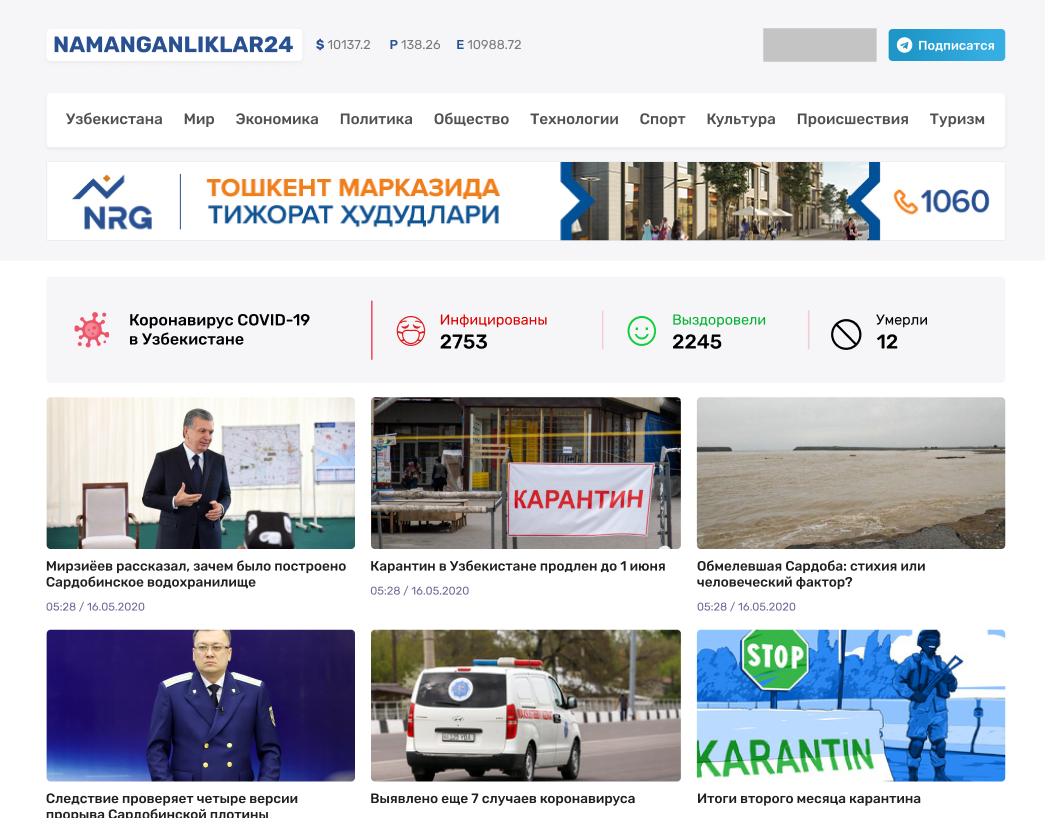 NAMANGANLIKLAR24
$ 10137.2 P 138.26 E 10988.72
Подписатся
Узбекистана Мир Экономика Политика Общество Технологии Спорт Культура Происшествия Туризм
NRG
ТОШКЕНТ МАРКАЗИДА
ТИЖОРАТ ҲУДУДЛАРИ
1060
Коронавирус COVID-19
в Узбекистане
Инфицированы
2753
Выздоровели
2245
Умерли
12
КАРАНТИН
Мирзиёев рассказал, зачем было построено
Сардобинское водохранилище
05:28 / 16.05.2020
Карантин в Узбекистане продлен до 1 июня
05:28 / 16.05.2020
Обмелевшая Сардоба: стихия или
человеческий фактор?
05:28 / 16.05.2020
STOP
KARANTIN
Следствие проверяет четыре версии
прорыва Сардобинской плотины
Выявлено еще 7 случаев коронавируса
Итоги второго месяца карантина